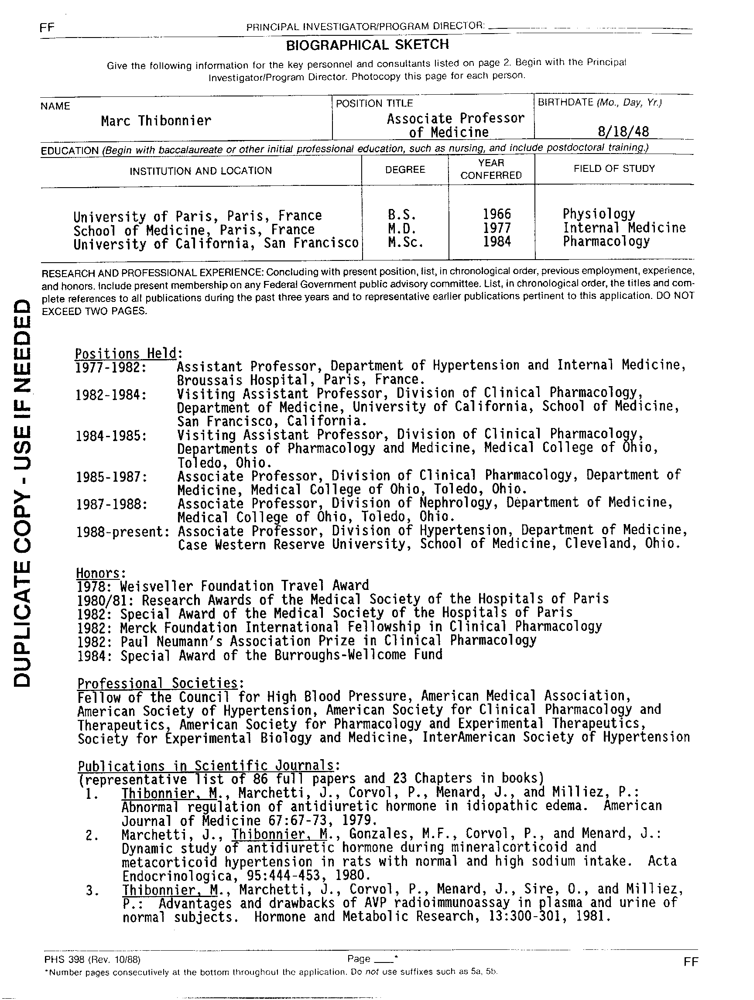 FF
PRINCIPAL INVESTIGATOR/PROGRAM DIRECTOR:
BIOGRAPHICAL SKETCH
Give the following information for the key personnel and consultants listed on page 2. Begin with the Principal
Investigator/Program Director. Photocopy this page for each person.
NAME
POSITION TITLE
BIRTHDATE (Mo., Day, Yr.)
Marc Thibonnier
Associate Professor
of Medicine
8/18/48
EDUCATION (Begin with baccalaureate or other initial professional education, such as nursing, and include postdoctoral training.)
INSTITUTION AND LOCATION
DEGREE
YEAR
CONFERRED
FIELD OF STUDY
University of Paris, Paris, France B.S. 1966 Physiology
School of Medicine, Paris, France M.D. 1977 Internal Medicine
University of California, San Francisco M.Sc. 1984 Pharmacology
RESEARCH AND PROFESSIONAL EXPERIENCE: Concluding with present position, list, in chronological order, previous employment, experience,
and honors. Include present membership on any Federal Government public advisory committee. List, in chronological order, the titles and com-
plete references to all publications during the past three years and to representative earlier publications pertinent to this application. DO NOT
EXCEED TWO PAGES.
DUPLICATE COPY - USE IF NEEDED
Positions Held:
1977-1982: Assistant Professor, Department of Hypertension and Internal Medicine,
Broussais Hospital, Paris, France.
1982-1984: Visiting Assistant Professor, Division of Clinical Pharmacology,
Department of Medicine, University of California, School of Medicine,
San Francisco, California.
1984-1985: Visiting Assistant Professor, Division of Clinical Pharmacology,
Departments of Pharmacology and Medicine, Medical College of Ohio,
Toledo, Ohio.
1985-1987: Associate Professor, Division of Clinical Pharmacology, Department of
Medicine, Medical College of Ohio, Toledo, Ohio.
1987-1988: Associate Professor, Division of Nephrology, Department of Medicine,
Medical College of Ohio, Toledo, Ohio.
1988-present: Associate Professor, Division of Hypertension, Department of Medicine,
Case Western Reserve University, School of Medicine, Cleveland, Ohio.
Honors:
1978: Weisveller Foundation Travel Award
1980/81: Research Awards of the Medical Society of the Hospitals of Paris
1982: Special Award of the Medical Society of the Hospitals of Paris
1982: Merck Foundation International Fellowship in Clinical Pharmacology
1982: Paul Neumann's Association Prize in Clinical Pharmacology
1984: Special Award of the Burroughs-Wellcome Fund
Professional Societies:
Fellow of the Council for High Blood Pressure, American Medical Association,
American Society of Hypertension, American Society for Clinical Pharmacology and
Therapeutics, American Society for Pharmacology and Experimental Therapeutics,
Society for Experimental Biology and Medicine, InterAmerican Society of Hypertension
Publications in Scientific Journals:
(representative list of 86 full papers and 23 Chapters in books)
1. Thibonnier, M., Marchetti, J., Corvol, P., Menard, J., and Milliez, P.:
Abnormal regulation of antidiuretic hormone in idiopathic edema. American
Journal of Medicine 67:67-73, 1979.
2. Marchetti, J., Thibonnier, M., Gonzales, M.F., Corvol, P., and Menard, J.:
Dynamic study of antidiuretic hormone during mineralcorticoid and
metacorticoid hypertension in rats with normal and high sodium intake. Acta
Endocrinologica, 95:444-453, 1980.
3. Thibonnier, M., Marchetti, J., Corvol, P., Menard, J., Sire, O., and Milliez,
P.: Advantages and drawbacks of AVP radioimmunoassay in plasma and urine of
normal subjects. Hormone and Metabolic Research, 13:300-301, 1981.
PHS 398 (Rev. 10/88)
Page ___*
FF
*Number pages consecutively at the bottom throughout the application. Do not use suffixes such as 5a, 5b.